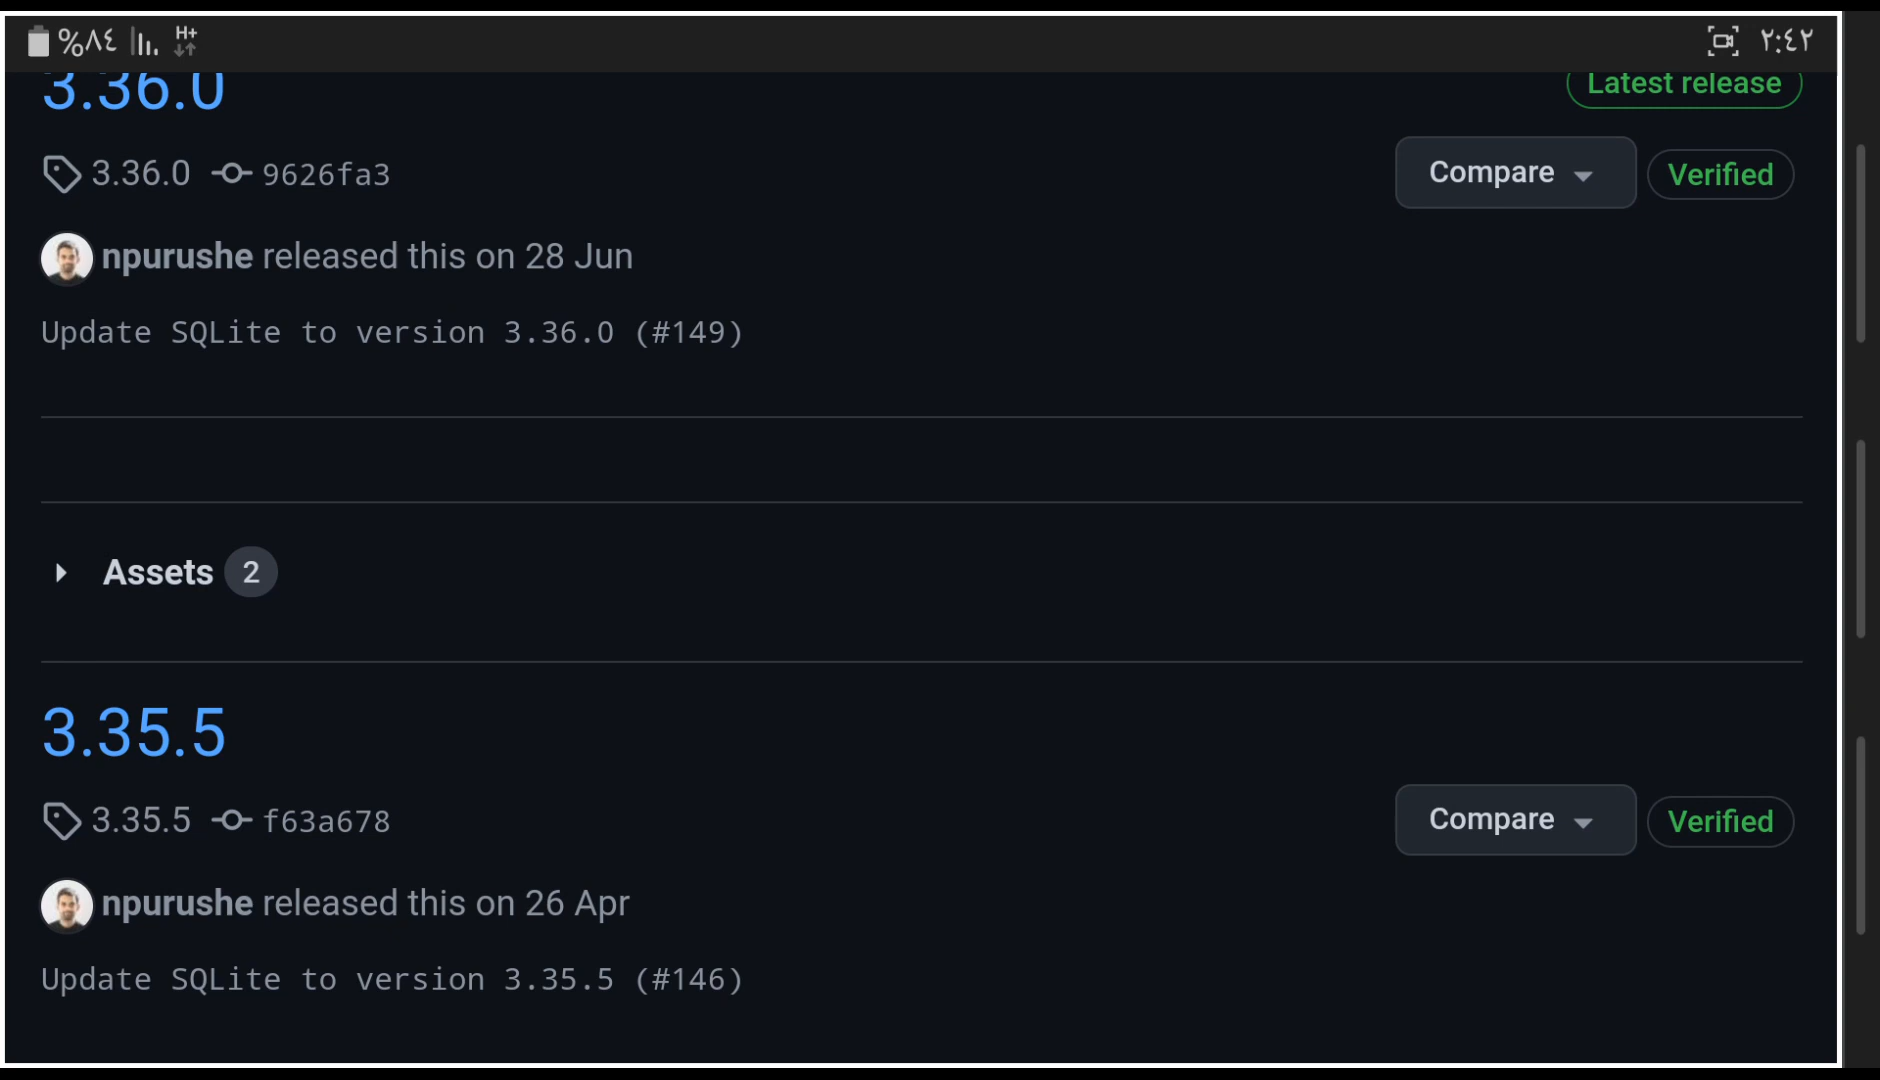 %٨٤ H+ ٢:٤٢
3.36.0 Latest release
3.36.0 9626fa3 Compare Verified
npurushe released this on 28 Jun
Update SQLite to version 3.36.0 (#149)
Assets 2
3.35.5
3.35.5 f63a678 Compare Verified
npurushe released this on 26 Apr
Update SQLite to version 3.35.5 (#146)